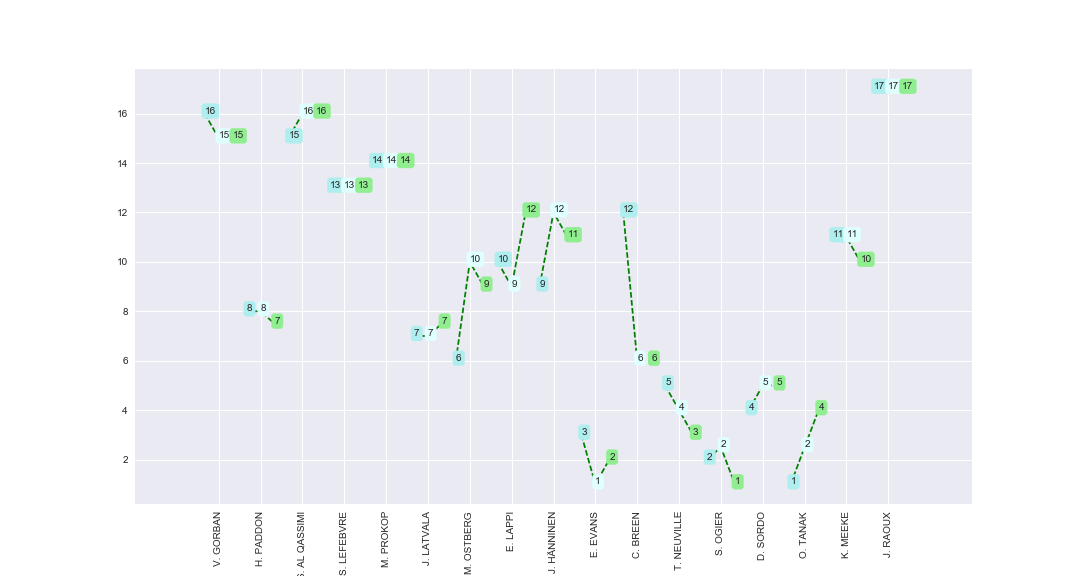 17 17 17
16
16 16 16
15 15
15
14
14 14 14
13 13 13
12
12 12 12
11
11 11
10
10 10 10
9 9 9
8
8 8
7
7 7 7
6
6 6 6
5 5 5
4
4 4 4
3 3
2
2 2 2 2
1 1 1
V. GORBAN
H. PADDON
AL QASSIMI
S. LEFEBVRE
M. PROKOP
J. LATVALA
M. OSTBERG
E. LAPPI
J. HÄNNINEN
E. EVANS
C. BREEN
T. NEUVILLE
S. OGIER
D. SORDO
O. TANAK
K. MEEKE
J. RAOUX